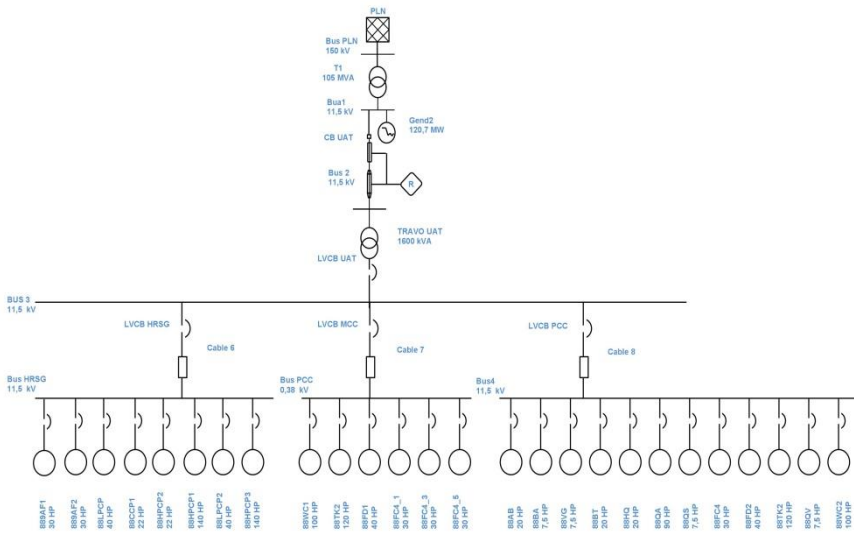 PLN
Bus PLN
150 kV
T1
105 MVA
Bua1
11,5 kV
Gend2
120,7 MW
CB UAT
Bus 2
11,5 kV
R
TRAVO UAT
1600 kVA
LVCB UAT
BUS 3
11,5 kV
LVCB HRSG
LVCB MCC
LVCB PCC
Cable 6
Cable 7
Cable 8
Bus HRSG
11,5 kV
Bus PCC
0,38 kV
Bus4
11,5 kV
889AF1
30 HP
889AF2
30 HP
88LPCP
40 HP
88CCP1
22 HP
88HPCP2
22 HP
88HPCP1
140 HP
88LPCP2
40 HP
88HPCP3
140 HP
88WC1
100 HP
88TK2
120 HP
88FD1
40 HP
88FC4_1
30 HP
88FC4_3
30 HP
88FC4_5
30 HP
88AB
20 HP
88BA
7,5 HP
88VG
7,5 HP
88BT
20 HP
88HQ
20 HP
88QA
90 HP
88QS
7,5 HP
88FC4
30 HP
88FD2
40 HP
88TK2
120 HP
88QV
7,5 HP
88WC2
100 HP